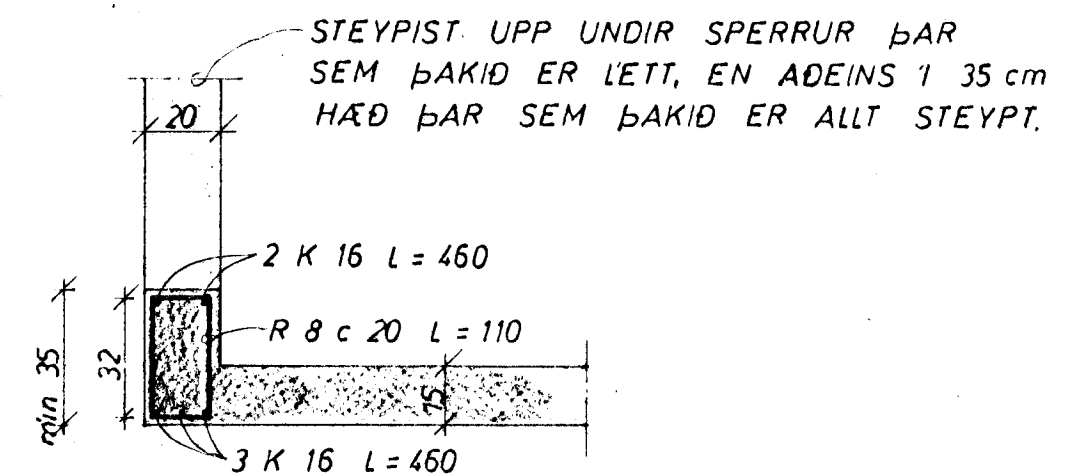 STEYPIST UPP UNDIR SPERRUR ÞAR
SEM ÞAKIÐ ER LÉTT, EN AÐEINS Í 35 cm
HÆÐ ÞAR SEM ÞAKIÐ ER ALLT STEYPT.
20
2 K 16 L = 460
R 8 c 20 L = 110
min 35
32
15
3 K 16 L = 460